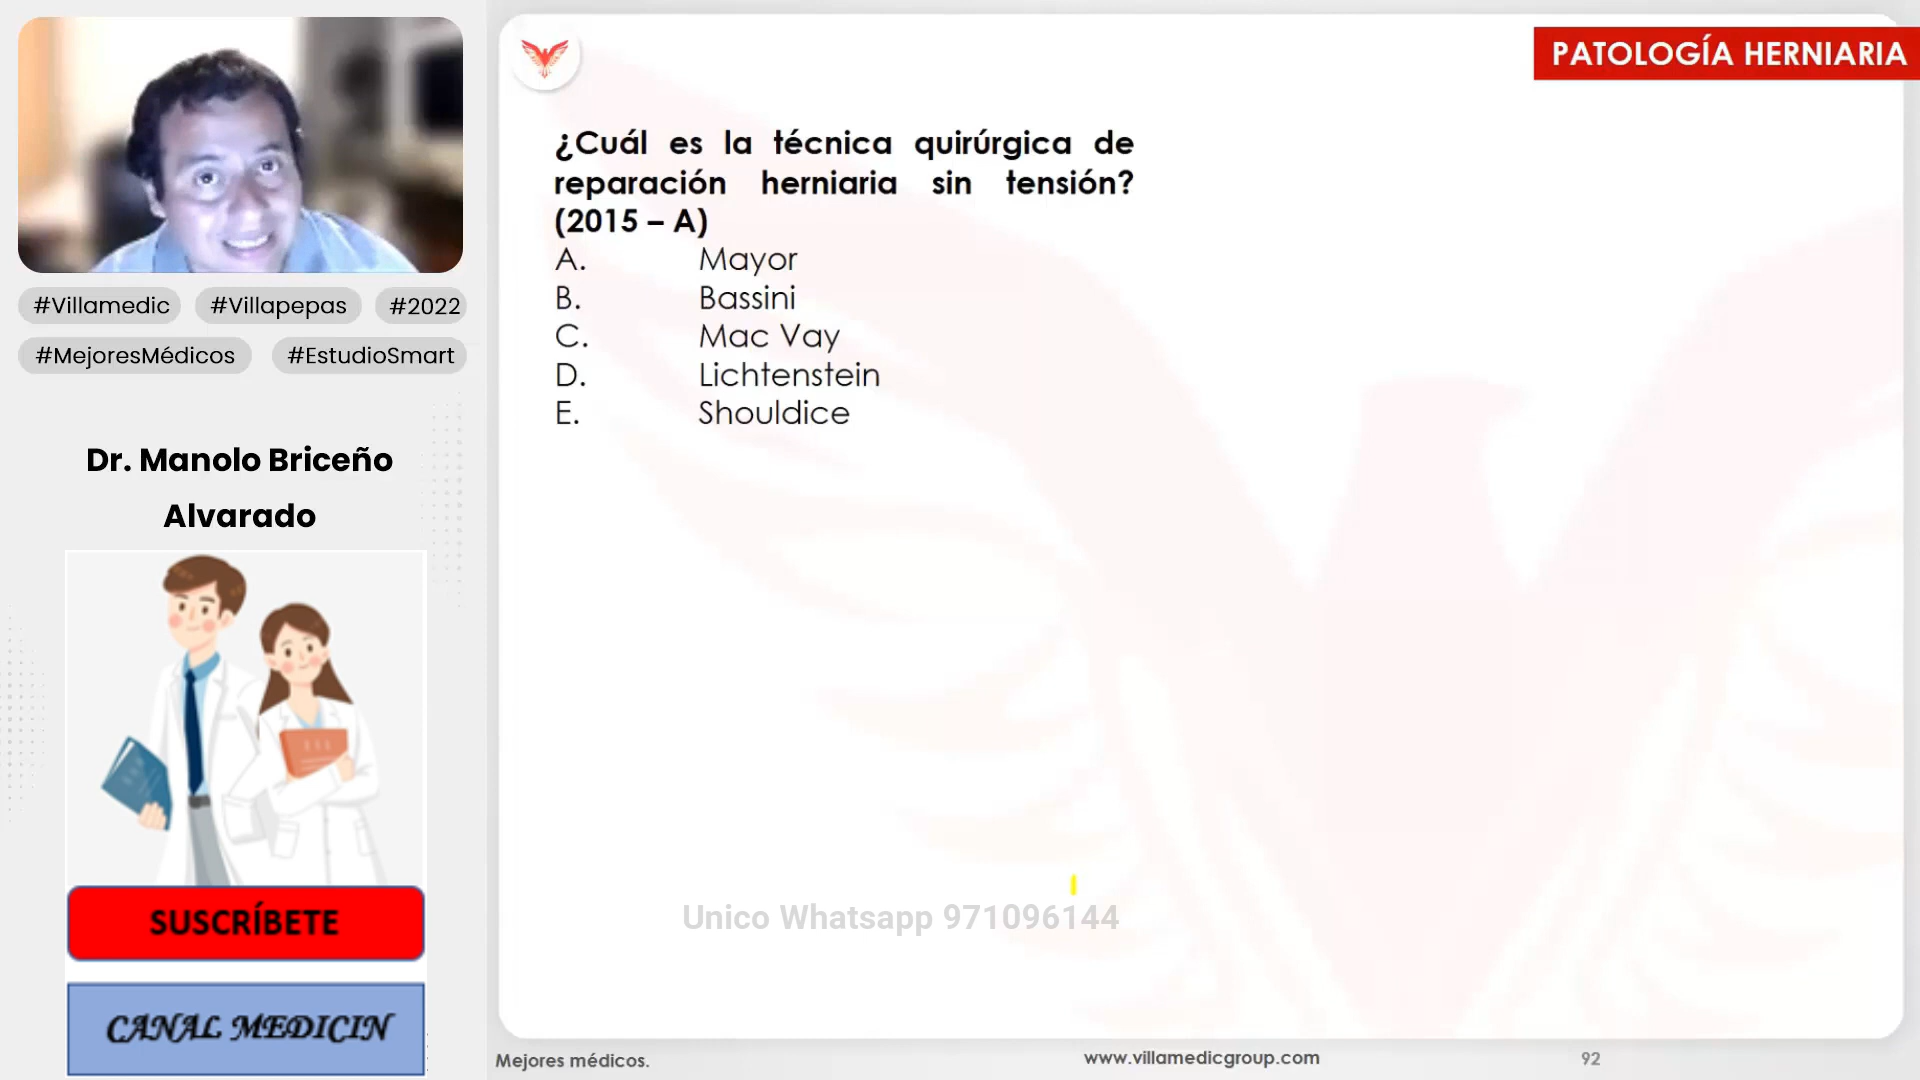 #Villamedic #Villapepas #2022
#MejoresMédicos #EstudioSmart
Dr. Manolo Briceño
Alvarado
SUSCRÍBETE
CANAL MEDICIN
PATOLOGÍA HERNIARIA
¿Cuál es la técnica quirúrgica de
reparación herniaria sin tensión?
(2015 – A)
A. Mayor
B. Bassini
C. Mac Vay
D. Lichtenstein
E. Shouldice
Unico Whatsapp 971096144
Mejores médicos. www.villamedicgroup.com 92